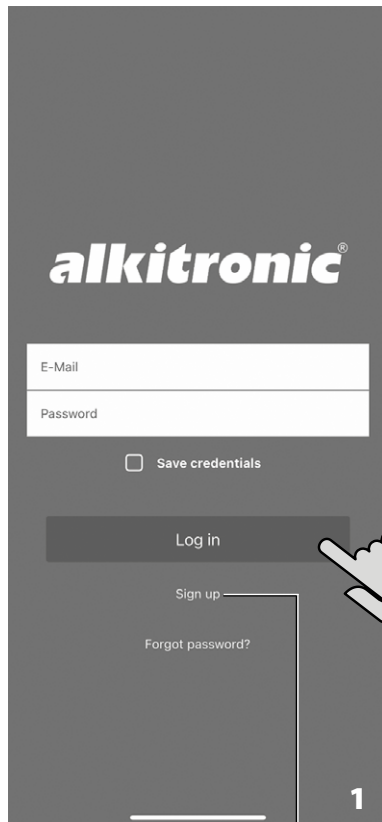 alkitronic®
E-Mail
Password
Save credentials
Log in
Sign up
Forgot password?
1